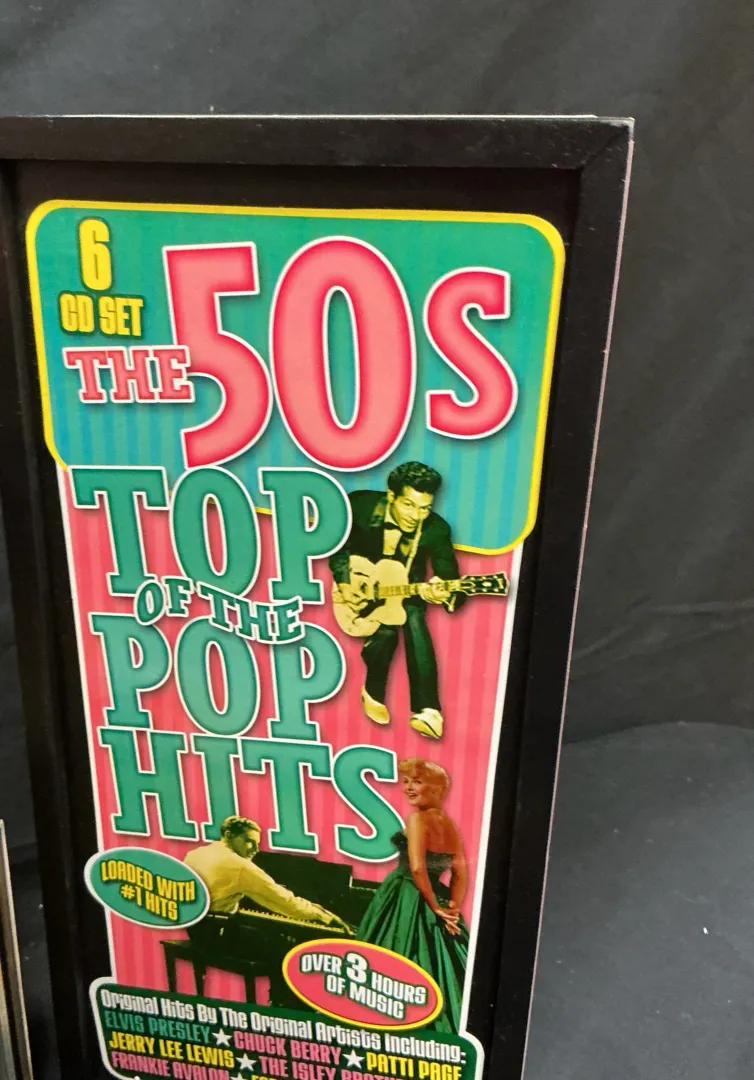 6
CD SET
THE 50s
TOP
OF THE
POP
HITS
LOADED WITH
#1 HITS
OVER 3 HOURS
OF MUSIC
Original Hits By The Original Artists Including:
ELVIS PRESLEY ★ CHUCK BERRY ★ PATTI PAGE
JERRY LEE LEWIS ★ THE ISLEY
FRANKIE AVALON ★